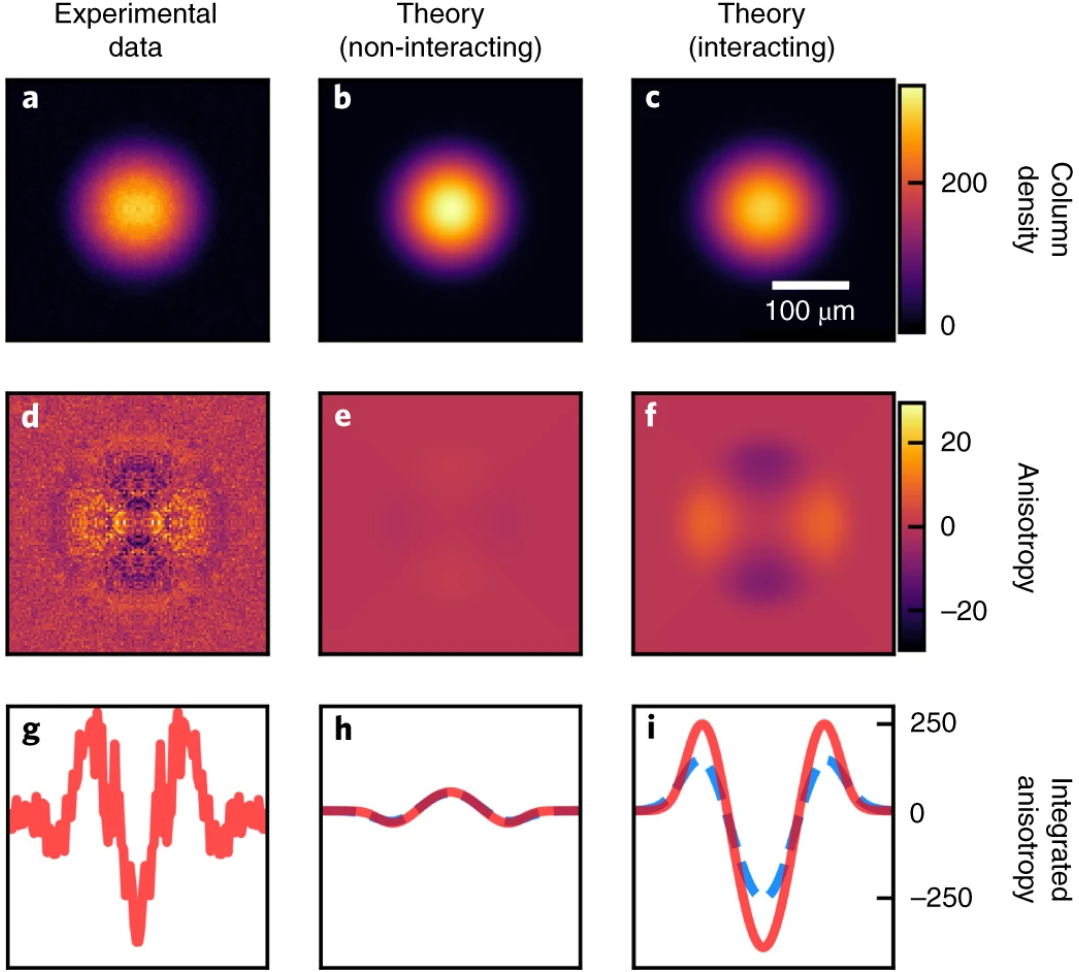 Experimental
data
Theory
(non-interacting)
Theory
(interacting)
a
b
c
100 μm
200
0
Column
density
d
e
f
20
0
–20
Anisotropy
g
h
i
250
0
–250
Integrated
anisotropy